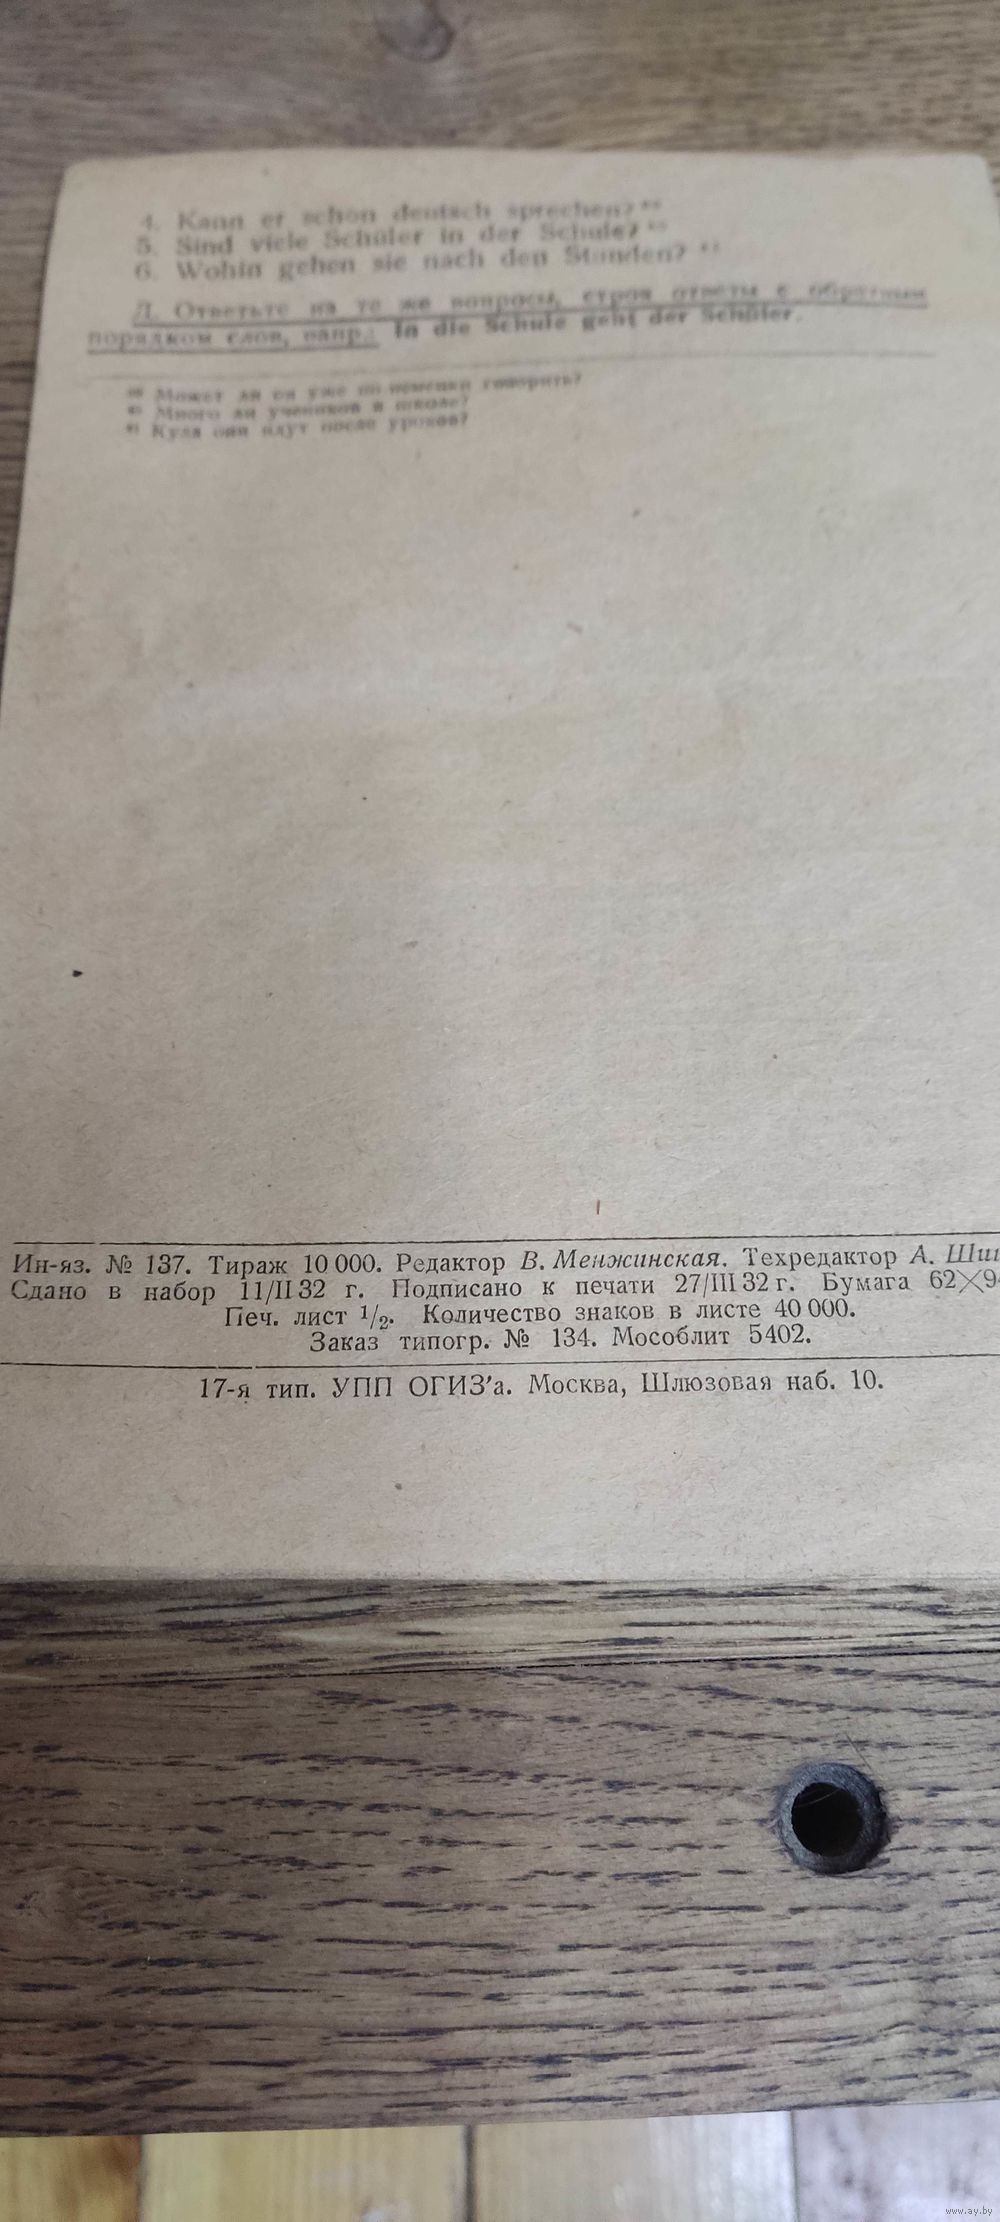 4. Kann er schon deutsch sprechen?
5. Sind viele Schüler in der Schule?
6. Wohin gehen sie nach den Stunden?
Д. Ответьте на те же вопросы, строя ответы с обратным
порядком слов, напр.: In die Schule geht der Schüler.
Может ли он уже по-немецки говорить?
Много ли учеников в школе?
Куда они идут после уроков?
Ин-яз. № 137. Тираж 10 000. Редактор В. Менжинская. Техредактор А.
Сдано в набор 11/II 32 г. Подписано к печати 27/III 32 г. Бумага
Печ. лист 1/2. Количество знаков в листе 40 000.
Заказ типогр. № 134. Мособлит 5402.
17-я тип. УПП ОГИЗ'а. Москва, Шлюзовая наб. 10.
www.ay.by